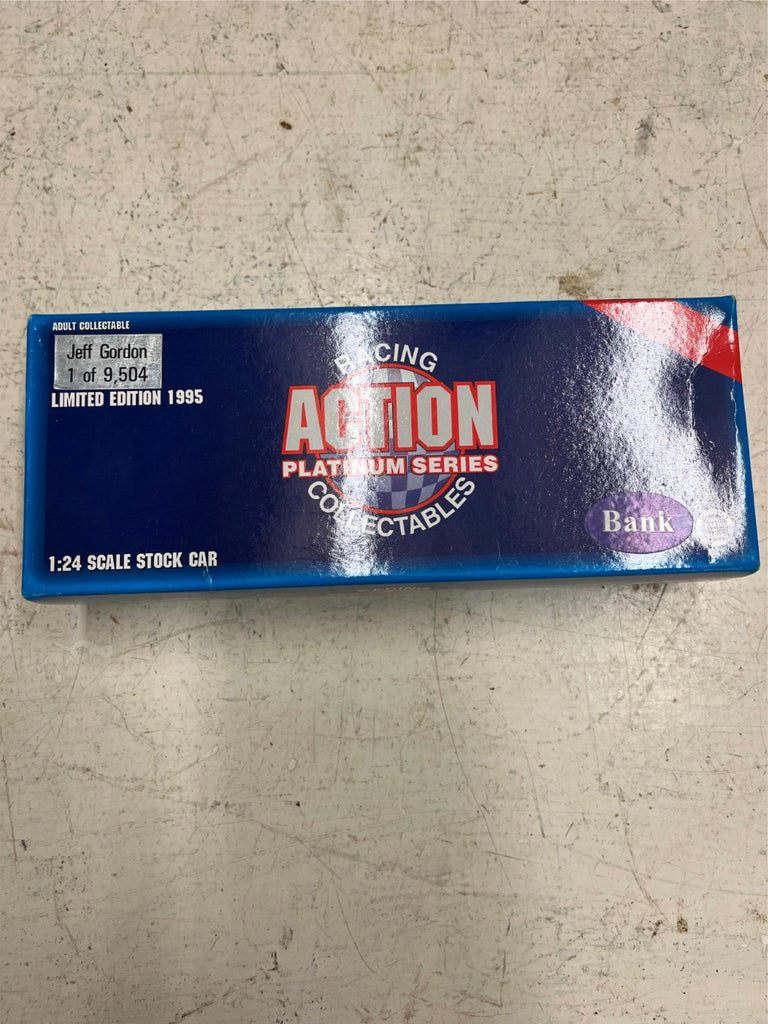 ADULT COLLECTABLE
Jeff Gordon
1 of 9,504
LIMITED EDITION 1995
RACING
ACTION
PLATINUM SERIES
COLLECTABLES
Bank
1:24 SCALE STOCK CAR